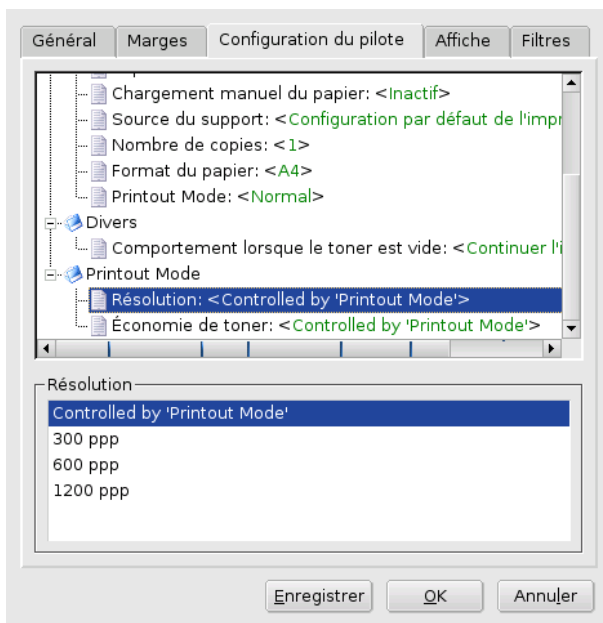 Général Marges Configuration du pilote Affiche Filtres
Chargement manuel du papier: <Inactif>
Source du support: <Configuration par défaut de l'impr
Nombre de copies: <1>
Format du papier: <A4>
Printout Mode: <Normal>
Divers
Comportement lorsque le toner est vide: <Continuer l'i
Printout Mode
Résolution: <Controlled by 'Printout Mode'>
Économie de toner: <Controlled by 'Printout Mode'>
Résolution
Controlled by 'Printout Mode'
300 ppp
600 ppp
1200 ppp
Enregistrer OK Annuler